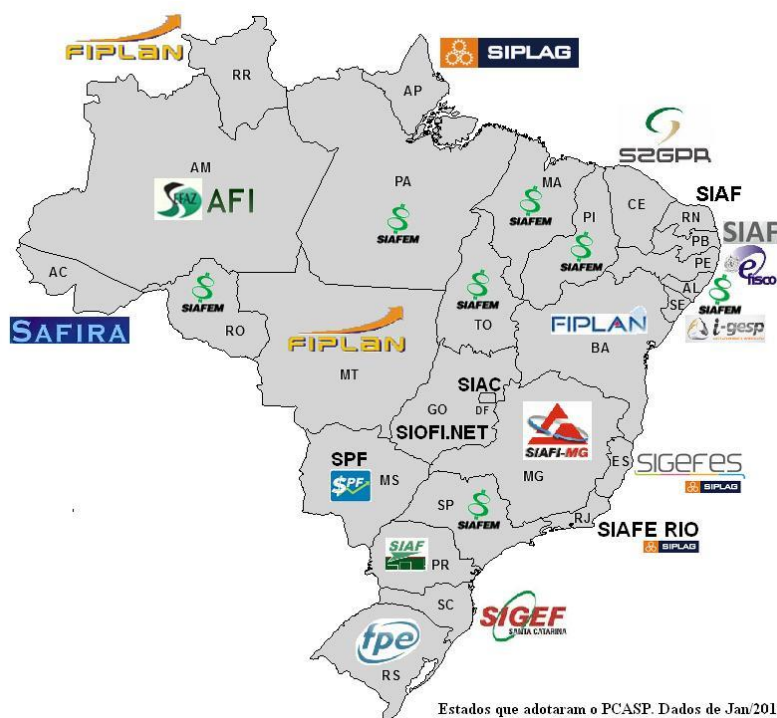 FIPLAN
SIPLAG
RR
AP
S2GPR
AM
PA
MA
SIAF
SEFAZ AFI
SIAFEM
SIAFEM
PI
CE
RN
SIAFEM
PB
SIAF
AC
PE
e-fisco
SIAFEM
SIAFEM
AL
SIAFEM
SE
SAFIRA
RO
TO
FIPLAN
i-gesp
FIPLAN
BA
MT
SIAC
GO
DF
SIOFI.NET
SIAFI-MG
SPF
ES
SIGEFES
SPF
MS
MG
SIPLAG
SP
SIAFEM
RJ
SIAFE RIO
SIPLAG
SIAF
PR
SC
SIGEF
SANTA CATARINA
fpe
RS
Estados que adotaram o PCASP. Dados de Jan/201